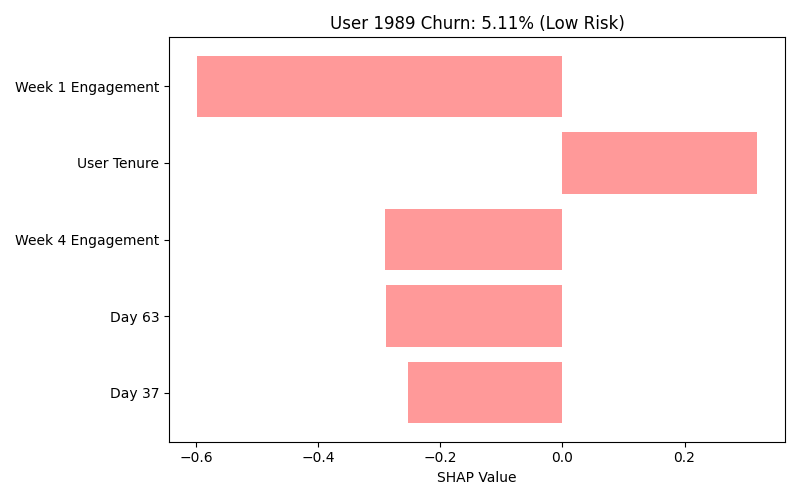 User 1989 Churn: 5.11% (Low Risk)
Week 1 Engagement
User Tenure
Week 4 Engagement
Day 63
Day 37
−0.6 −0.4 −0.2 0.0 0.2
SHAP Value